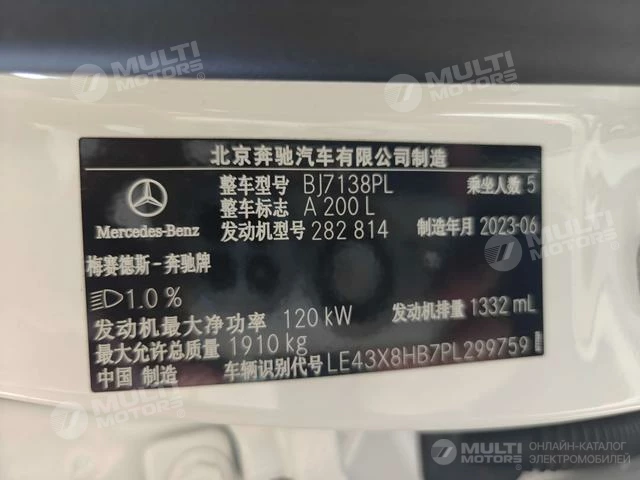 北京奔驰汽车有限公司制造
整车型号 BJ7138PL 乘坐人数 5
整车标志 A 200 L
发动机型号 282 814 制造年月 2023-06
Mercedes-Benz
梅赛德斯－奔驰牌
1.0 %
发动机最大净功率 120 kW 发动机排量 1332 mL
最大允许总质量 1910 kg
中国 制造 车辆识别代号 LE43X8HB7PL299759
MULTI MOTORS
MULTI MOTORS
MULTI MOTORS
MULTI MOTORS
MULTI MOTORS
MULTI MOTORS
MULTI MOTORS
MULTI MOTORS
MULTI MOTORS ОНЛАЙН-КАТАЛОГ ЭЛЕКТРОМОБИЛЕЙ